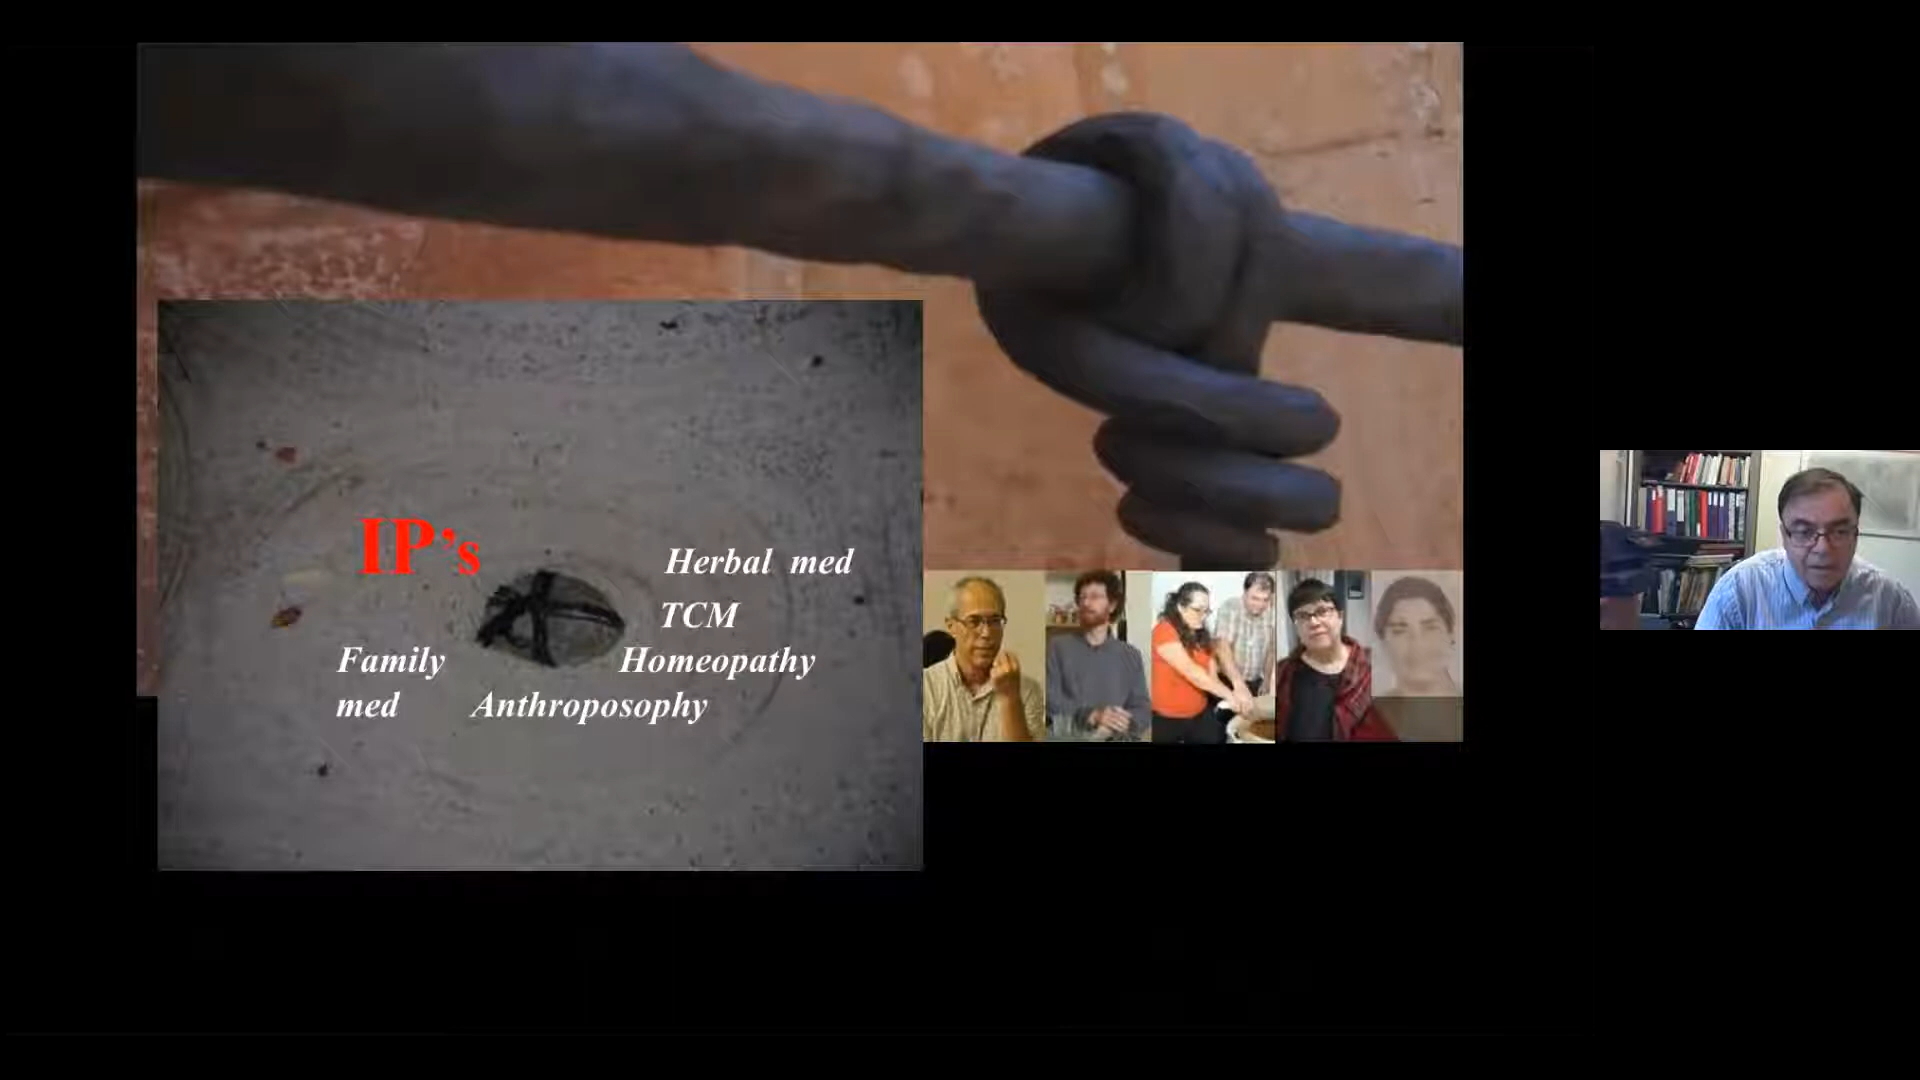 IP's
Herbal med
TCM
Family
Homeopathy
med
Anthroposophy